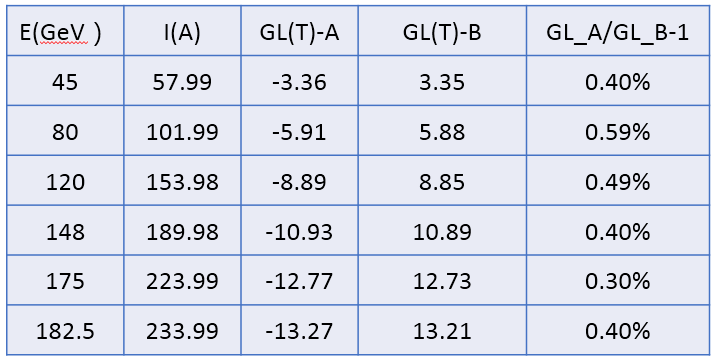 E(GeV ) I(A) GL(T)-A GL(T)-B GL_A/GL_B-1
45 57.99 -3.36 3.35 0.40%
80 101.99 -5.91 5.88 0.59%
120 153.98 -8.89 8.85 0.49%
148 189.98 -10.93 10.89 0.40%
175 223.99 -12.77 12.73 0.30%
182.5 233.99 -13.27 13.21 0.40%